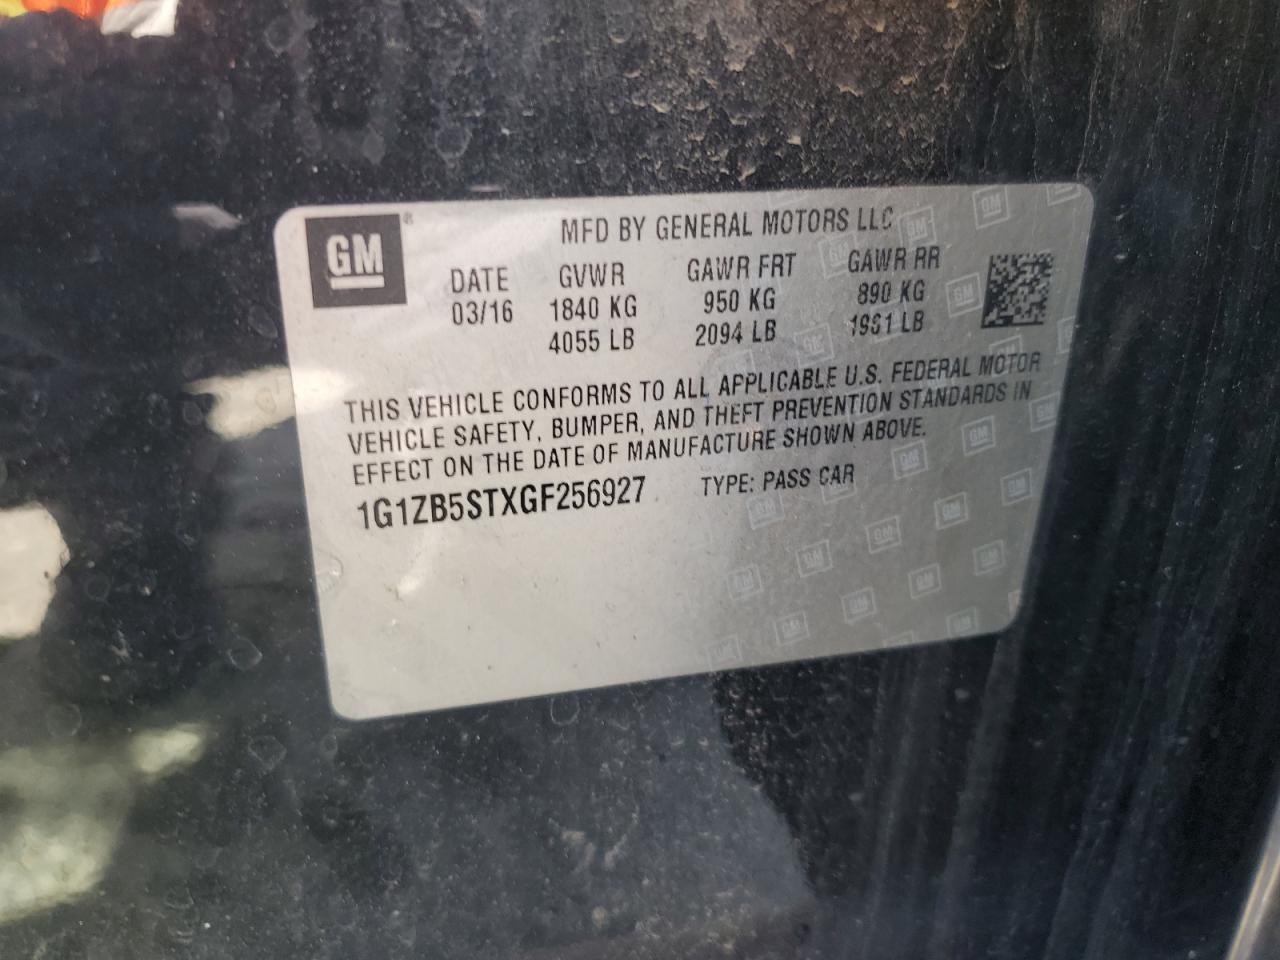 GM ®
MFD BY GENERAL MOTORS LLC
DATE GVWR GAWR FRT GAWR RR
03/16 1840 KG 950 KG 890 KG
4055 LB 2094 LB 1961 LB
THIS VEHICLE CONFORMS TO ALL APPLICABLE U.S. FEDERAL MOTOR
VEHICLE SAFETY, BUMPER, AND THEFT PREVENTION STANDARDS IN
EFFECT ON THE DATE OF MANUFACTURE SHOWN ABOVE.
1G1ZB5STXGF256927 TYPE: PASS CAR